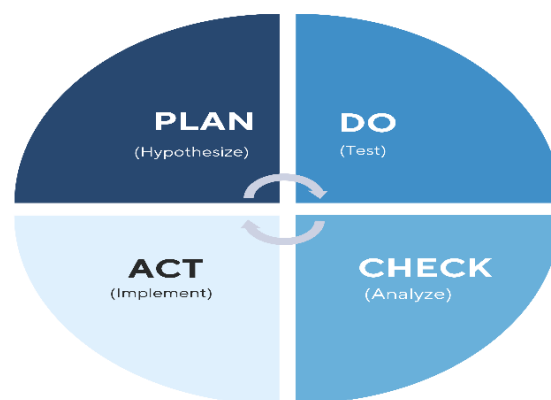 PLAN
(Hypothesize)
DO
(Test)
ACT
(Implement)
CHECK
(Analyze)